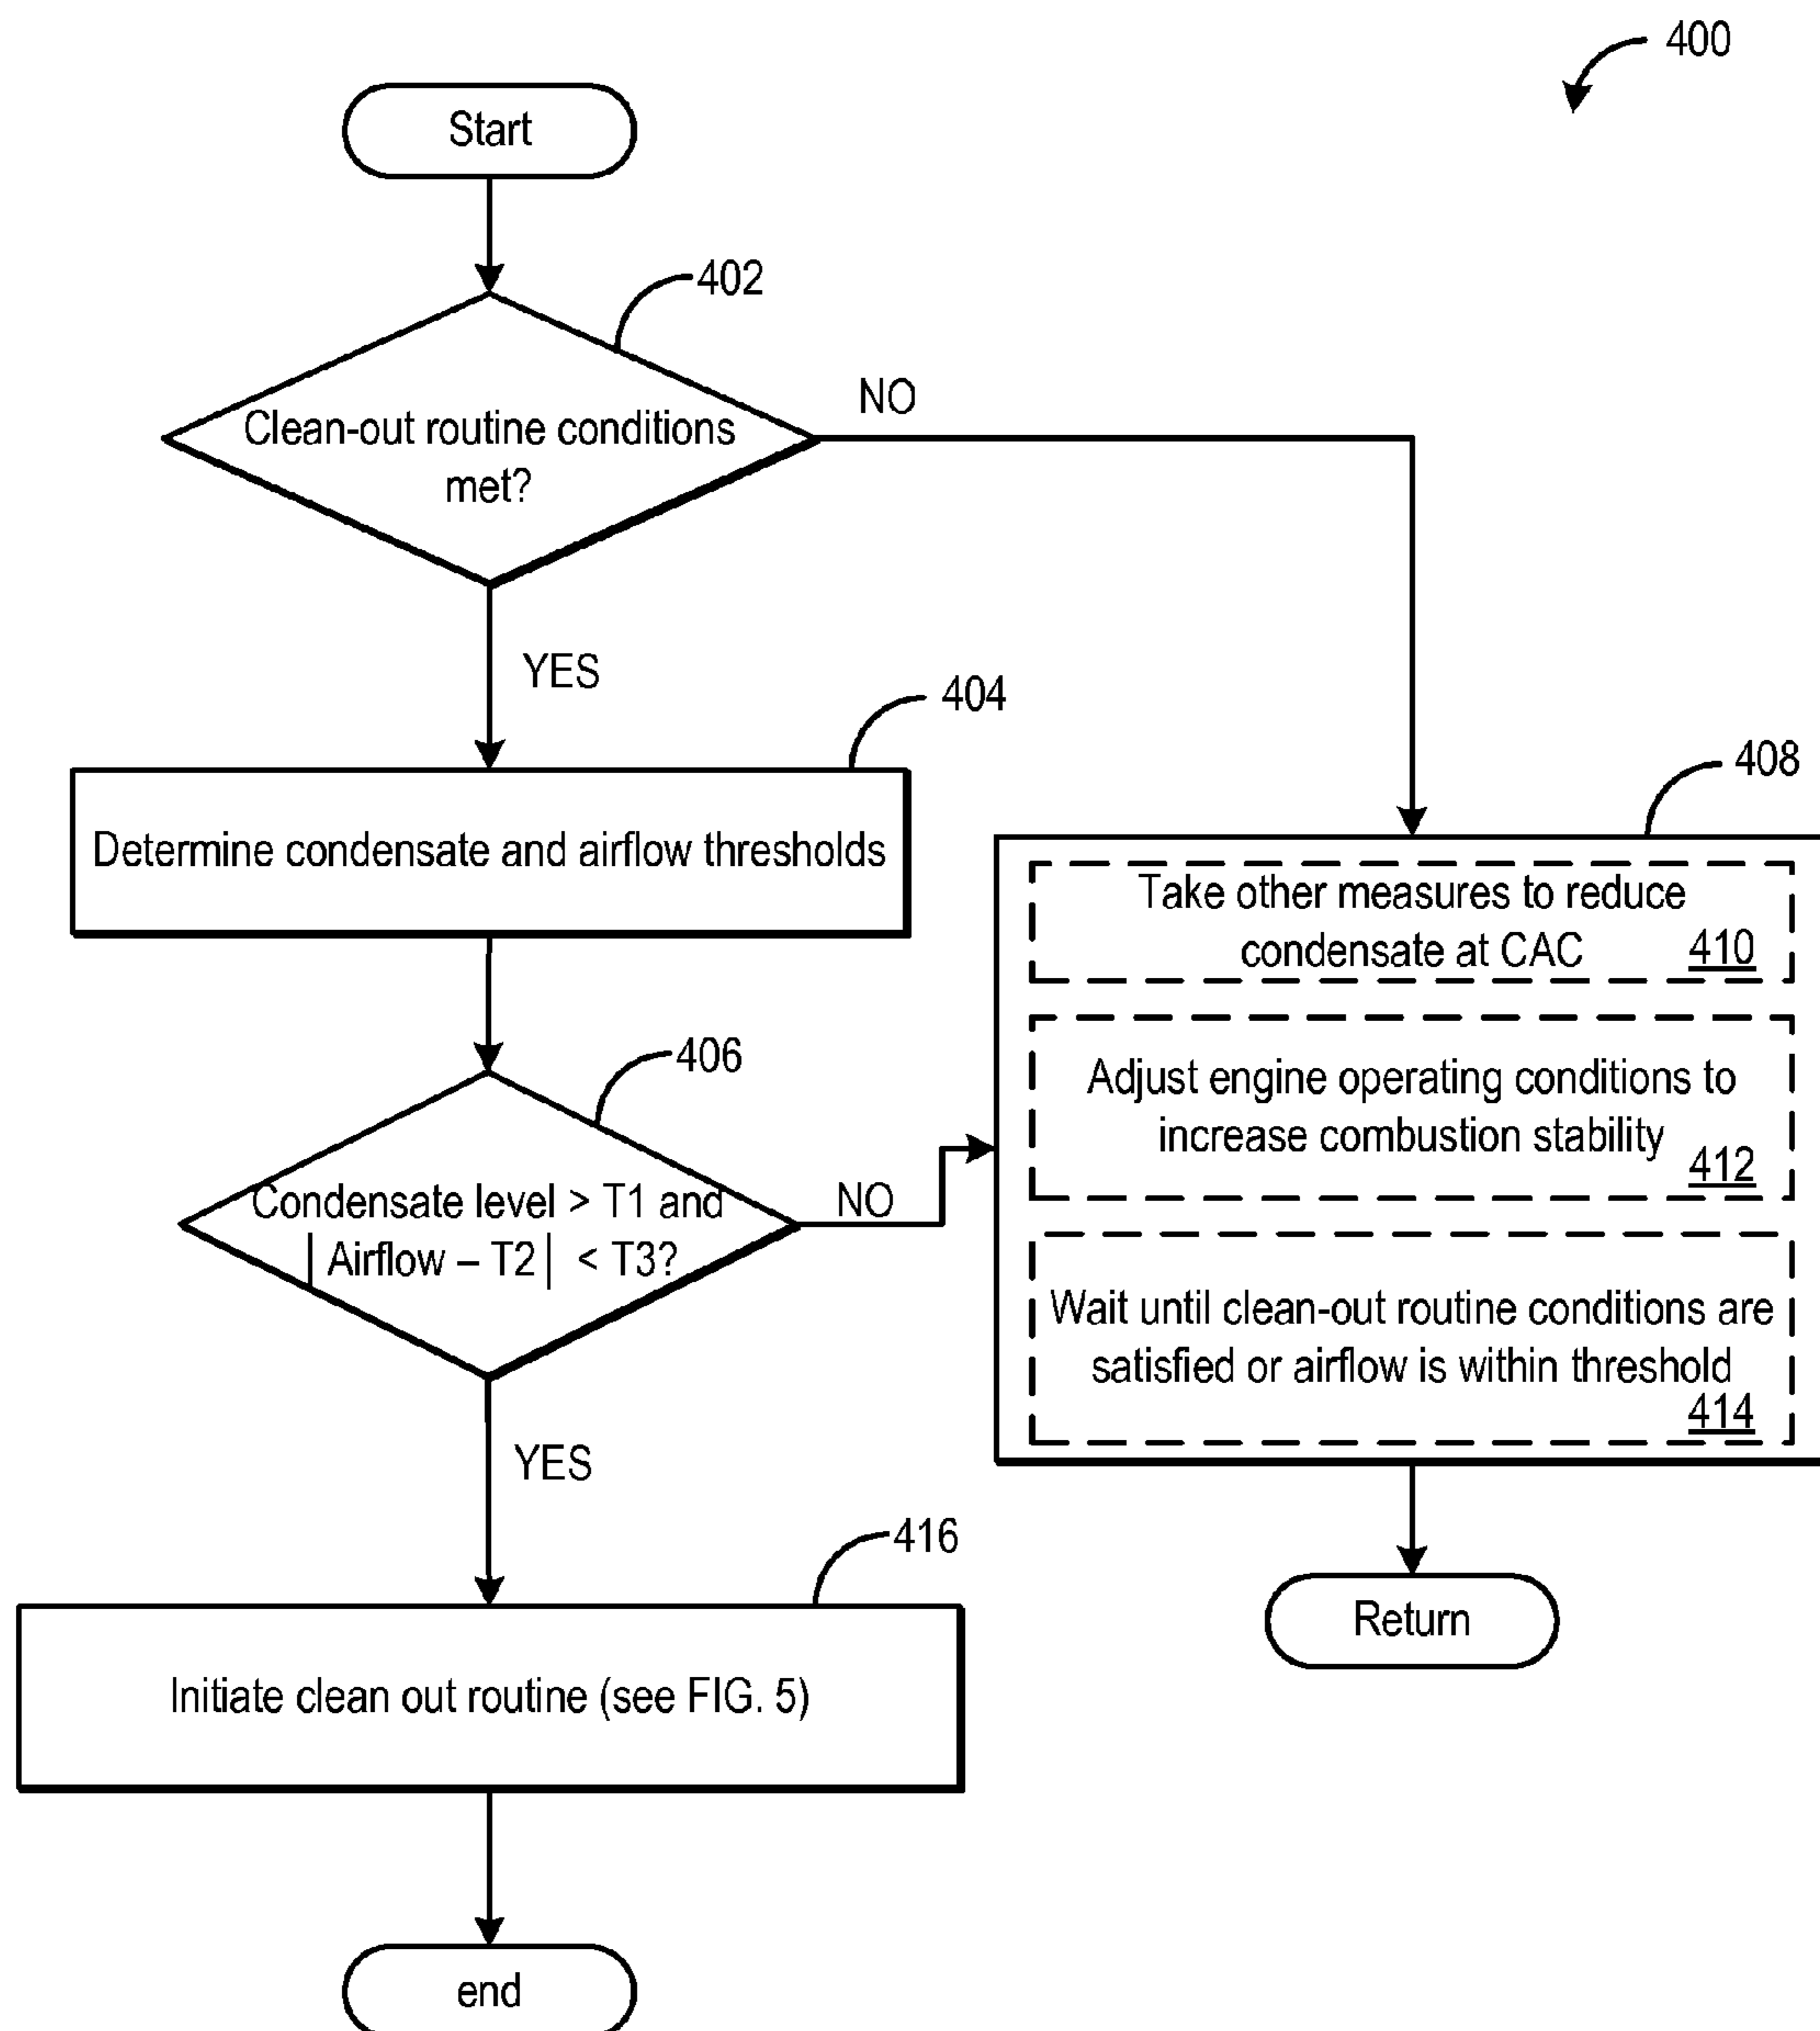 400
Start
402
Clean-out routine conditions
met?
NO
YES
404
Determine condensate and airflow thresholds
406
Condensate level > T1 and
| Airflow – T2 | < T3?
NO
YES
408
Take other measures to reduce
condensate at CAC 410
Adjust engine operating conditions to
increase combustion stability
412
Wait until clean-out routine conditions are
satisfied or airflow is within threshold
414
Return
416
Initiate clean out routine (see FIG. 5)
end